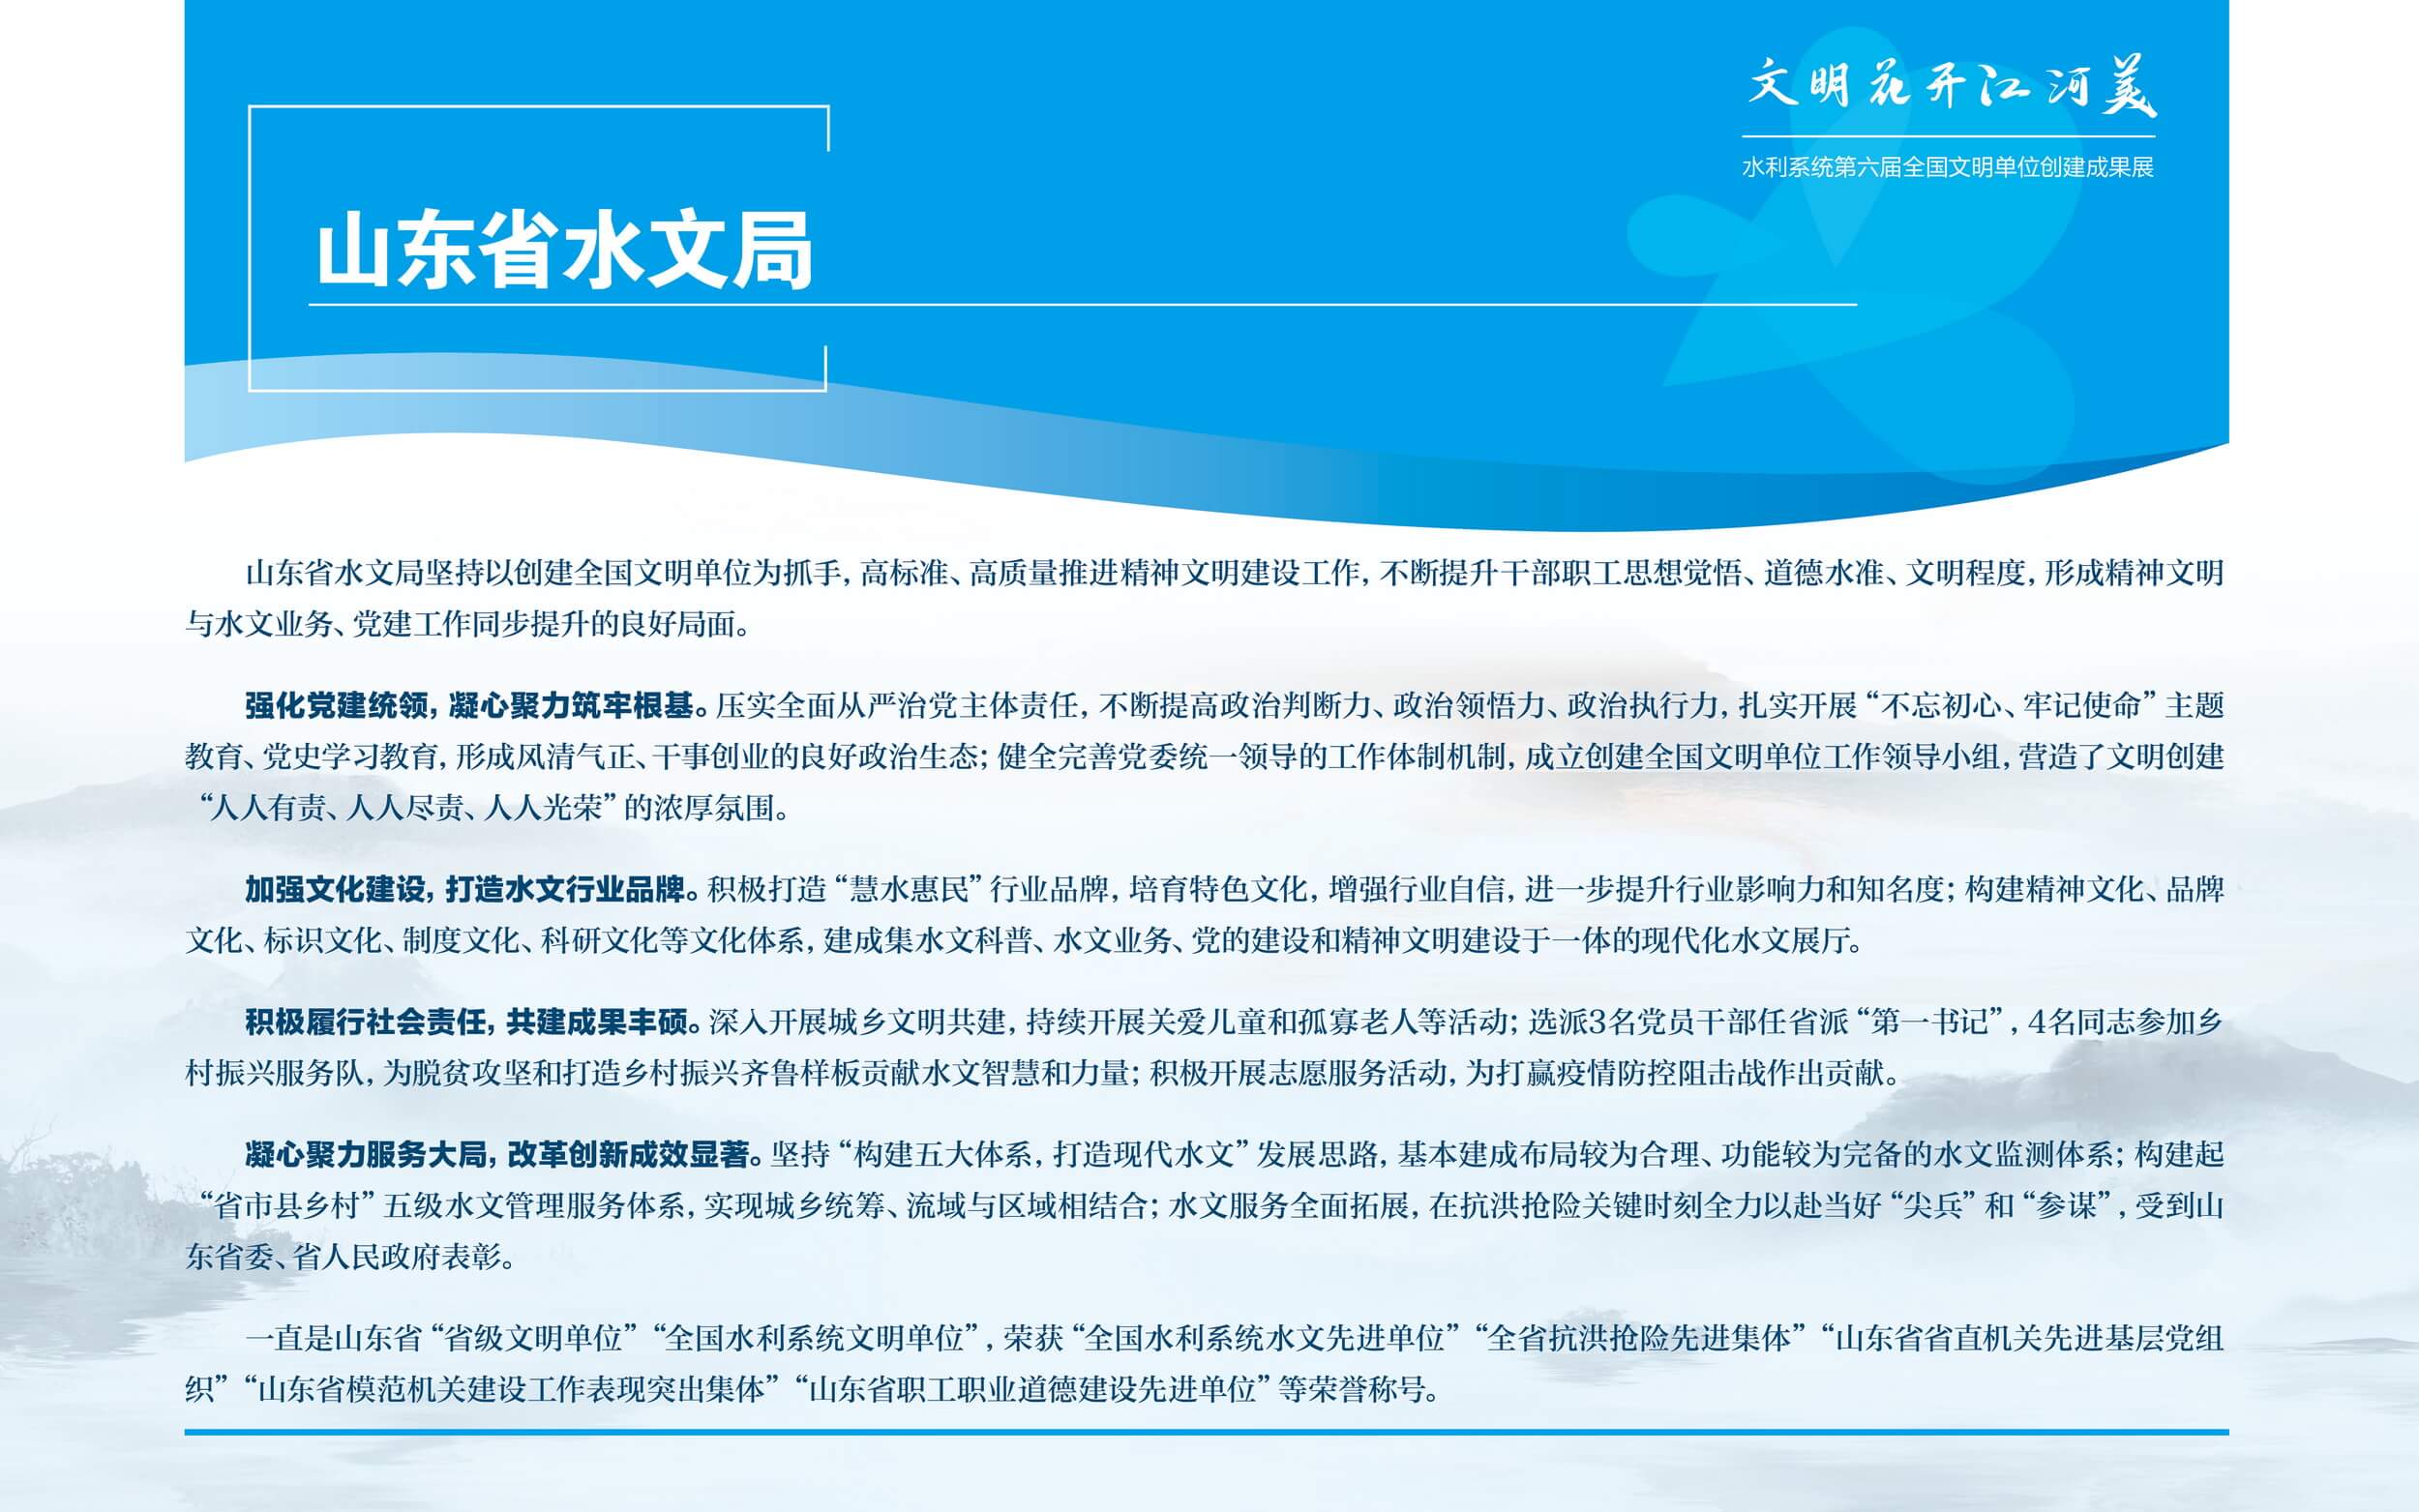 文明花开江河美
水利系统第六届全国文明单位创建成果展
山东省水文局
山东省水文局坚持以创建全国文明单位为抓手，高标准、高质量推进精神文明建设工作，不断提升干部职工思想觉悟、道德水准、文明程度，形成精神文明
与水文业务、党建工作同步提升的良好局面。
强化党建统领，凝心聚力筑牢根基。压实全面从严治党主体责任，不断提高政治判断力、政治领悟力、政治执行力，扎实开展“不忘初心、牢记使命”主题
教育、党史学习教育，形成风清气正、干事创业的良好政治生态；健全完善党委统一领导的工作体制机制，成立创建全国文明单位工作领导小组，营造了文明创建
“人人有责、人人尽责、人人光荣”的浓厚氛围。
加强文化建设，打造水文行业品牌。积极打造“慧水惠民”行业品牌，培育特色文化，增强行业自信，进一步提升行业影响力和知名度；构建精神文化、品牌
文化、标识文化、制度文化、科研文化等文化体系，建成集水文科普、水文业务、党的建设和精神文明建设于一体的现代化水文展厅。
积极履行社会责任，共建成果丰硕。深入开展城乡文明共建，持续开展关爱儿童和孤寡老人等活动；选派3名党员干部任省派“第一书记”，4名同志参加乡
村振兴服务队，为脱贫攻坚和打造乡村振兴齐鲁样板贡献水文智慧和力量；积极开展志愿服务活动，为打赢疫情防控阻击战作出贡献。
凝心聚力服务大局，改革创新成效显著。坚持“构建五大体系，打造现代水文”发展思路，基本建成布局较为合理、功能较为完备的水文监测体系；构建起
“省市县乡村”五级水文管理服务体系，实现城乡统筹、流域与区域相结合；水文服务全面拓展，在抗洪抢险关键时刻全力以赴当好“尖兵”和“参谋”，受到山
东省委、省人民政府表彰。
一直是山东省“省级文明单位”“全国水利系统文明单位”，荣获“全国水利系统水文先进单位”“全省抗洪抢险先进集体”“山东省省直机关先进基层党组
织”“山东省模范机关建设工作表现突出集体”“山东省职工职业道德建设先进单位”等荣誉称号。